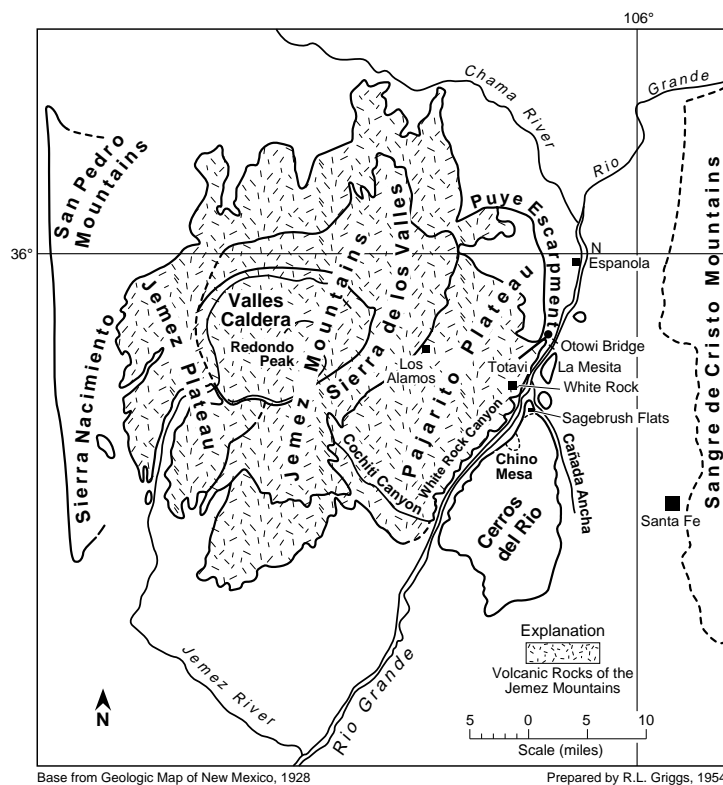 106°
Chama River
Grande
Rio
San Pedro
Mountains
Puye Escarpment
36°
N
Espanola
Sangre de Cristo Mountains
Jemez Plateau
Valles
Caldera
Redondo
Peak
Jemez Mountains
Sierra de los Valles
Pajarito Plateau
Los
Alamos
Otowi Bridge
Totavi
La Mesita
White Rock
Sagebrush Flats
Sierra Nacimiento
Cochiti Canyon
White Rock Canyon
Chino
Mesa
Cañada Ancha
Cerros
del Rio
Santa Fe
Jemez River
Rio Grande
Explanation
Volcanic Rocks of the
Jemez Mountains
N
5 0 5 10
Scale (miles)
Base from Geologic Map of New Mexico, 1928
Prepared by R.L. Griggs, 1954